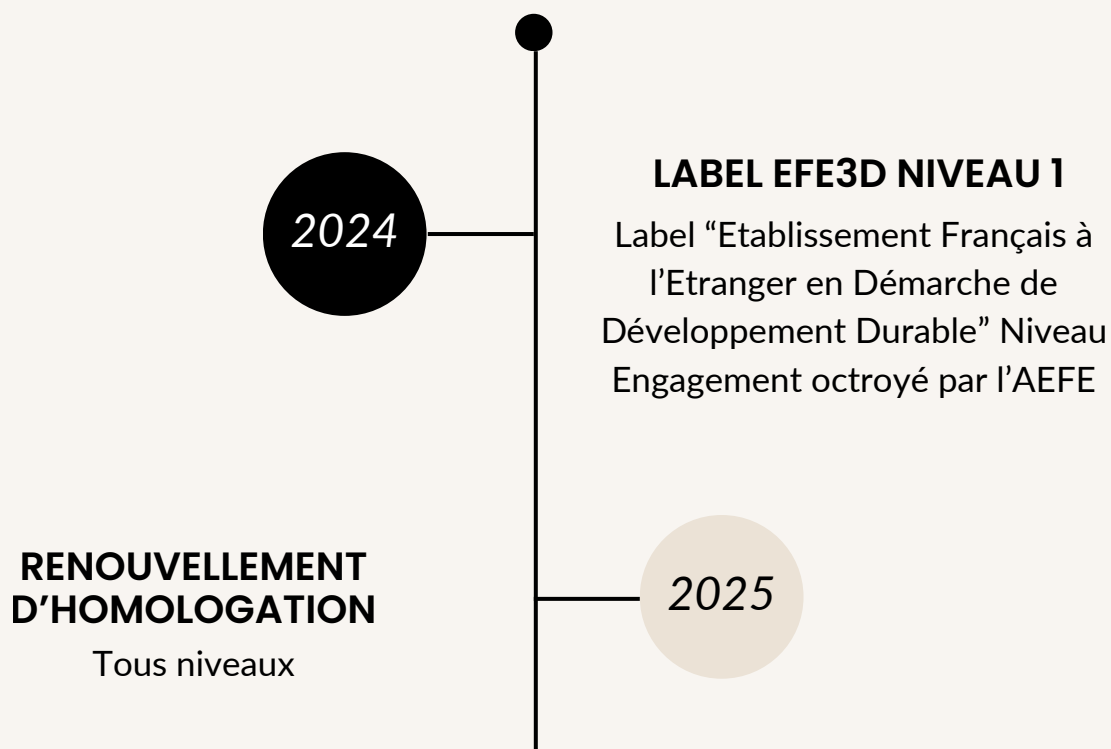 2024
LABEL EFE3D NIVEAU 1
Label “Etablissement Français à
l’Etranger en Démarche de
Développement Durable” Niveau
Engagement octroyé par l’AEFE
2025
RENOUVELLEMENT
D’HOMOLOGATION
Tous niveaux